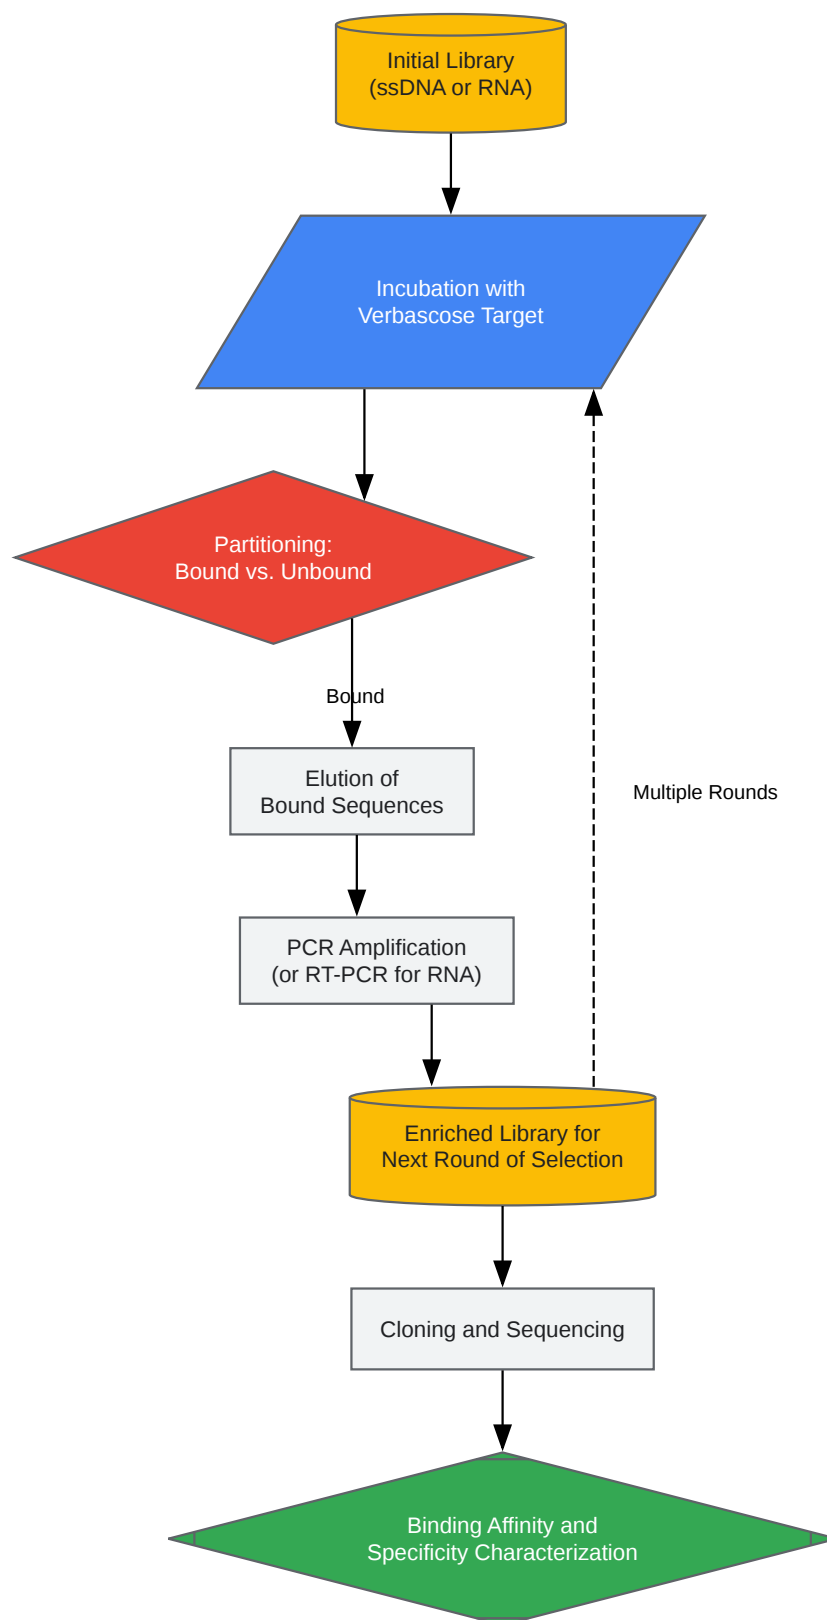 Initial Library
(ssDNA or RNA)
Incubation with
Verbascose Target
Partitioning:
Bound vs. Unbound
Bound
Elution of
Bound Sequences
Multiple Rounds
PCR Amplification
(or RT-PCR for RNA)
Enriched Library for
Next Round of Selection
Cloning and Sequencing
Binding Affinity and
Specificity Characterization